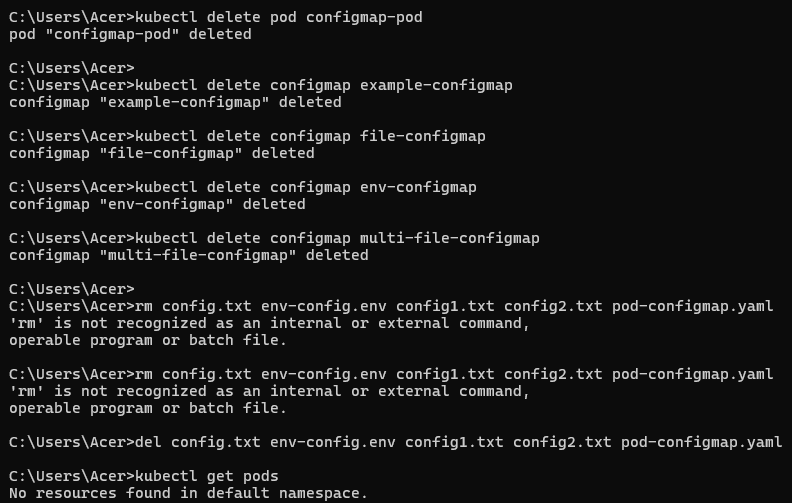 C:\Users\Acer>kubectl delete pod configmap-pod
pod "configmap-pod" deleted
C:\Users\Acer>
C:\Users\Acer>kubectl delete configmap example-configmap
configmap "example-configmap" deleted
C:\Users\Acer>kubectl delete configmap file-configmap
configmap "file-configmap" deleted
C:\Users\Acer>kubectl delete configmap env-configmap
configmap "env-configmap" deleted
C:\Users\Acer>kubectl delete configmap multi-file-configmap
configmap "multi-file-configmap" deleted
C:\Users\Acer>
C:\Users\Acer>rm config.txt env-config.env config1.txt config2.txt pod-configmap.yaml
'rm' is not recognized as an internal or external command,
operable program or batch file.
C:\Users\Acer>rm config.txt env-config.env config1.txt config2.txt pod-configmap.yaml
'rm' is not recognized as an internal or external command,
operable program or batch file.
C:\Users\Acer>del config.txt env-config.env config1.txt config2.txt pod-configmap.yaml
C:\Users\Acer>kubectl get pods
No resources found in default namespace.